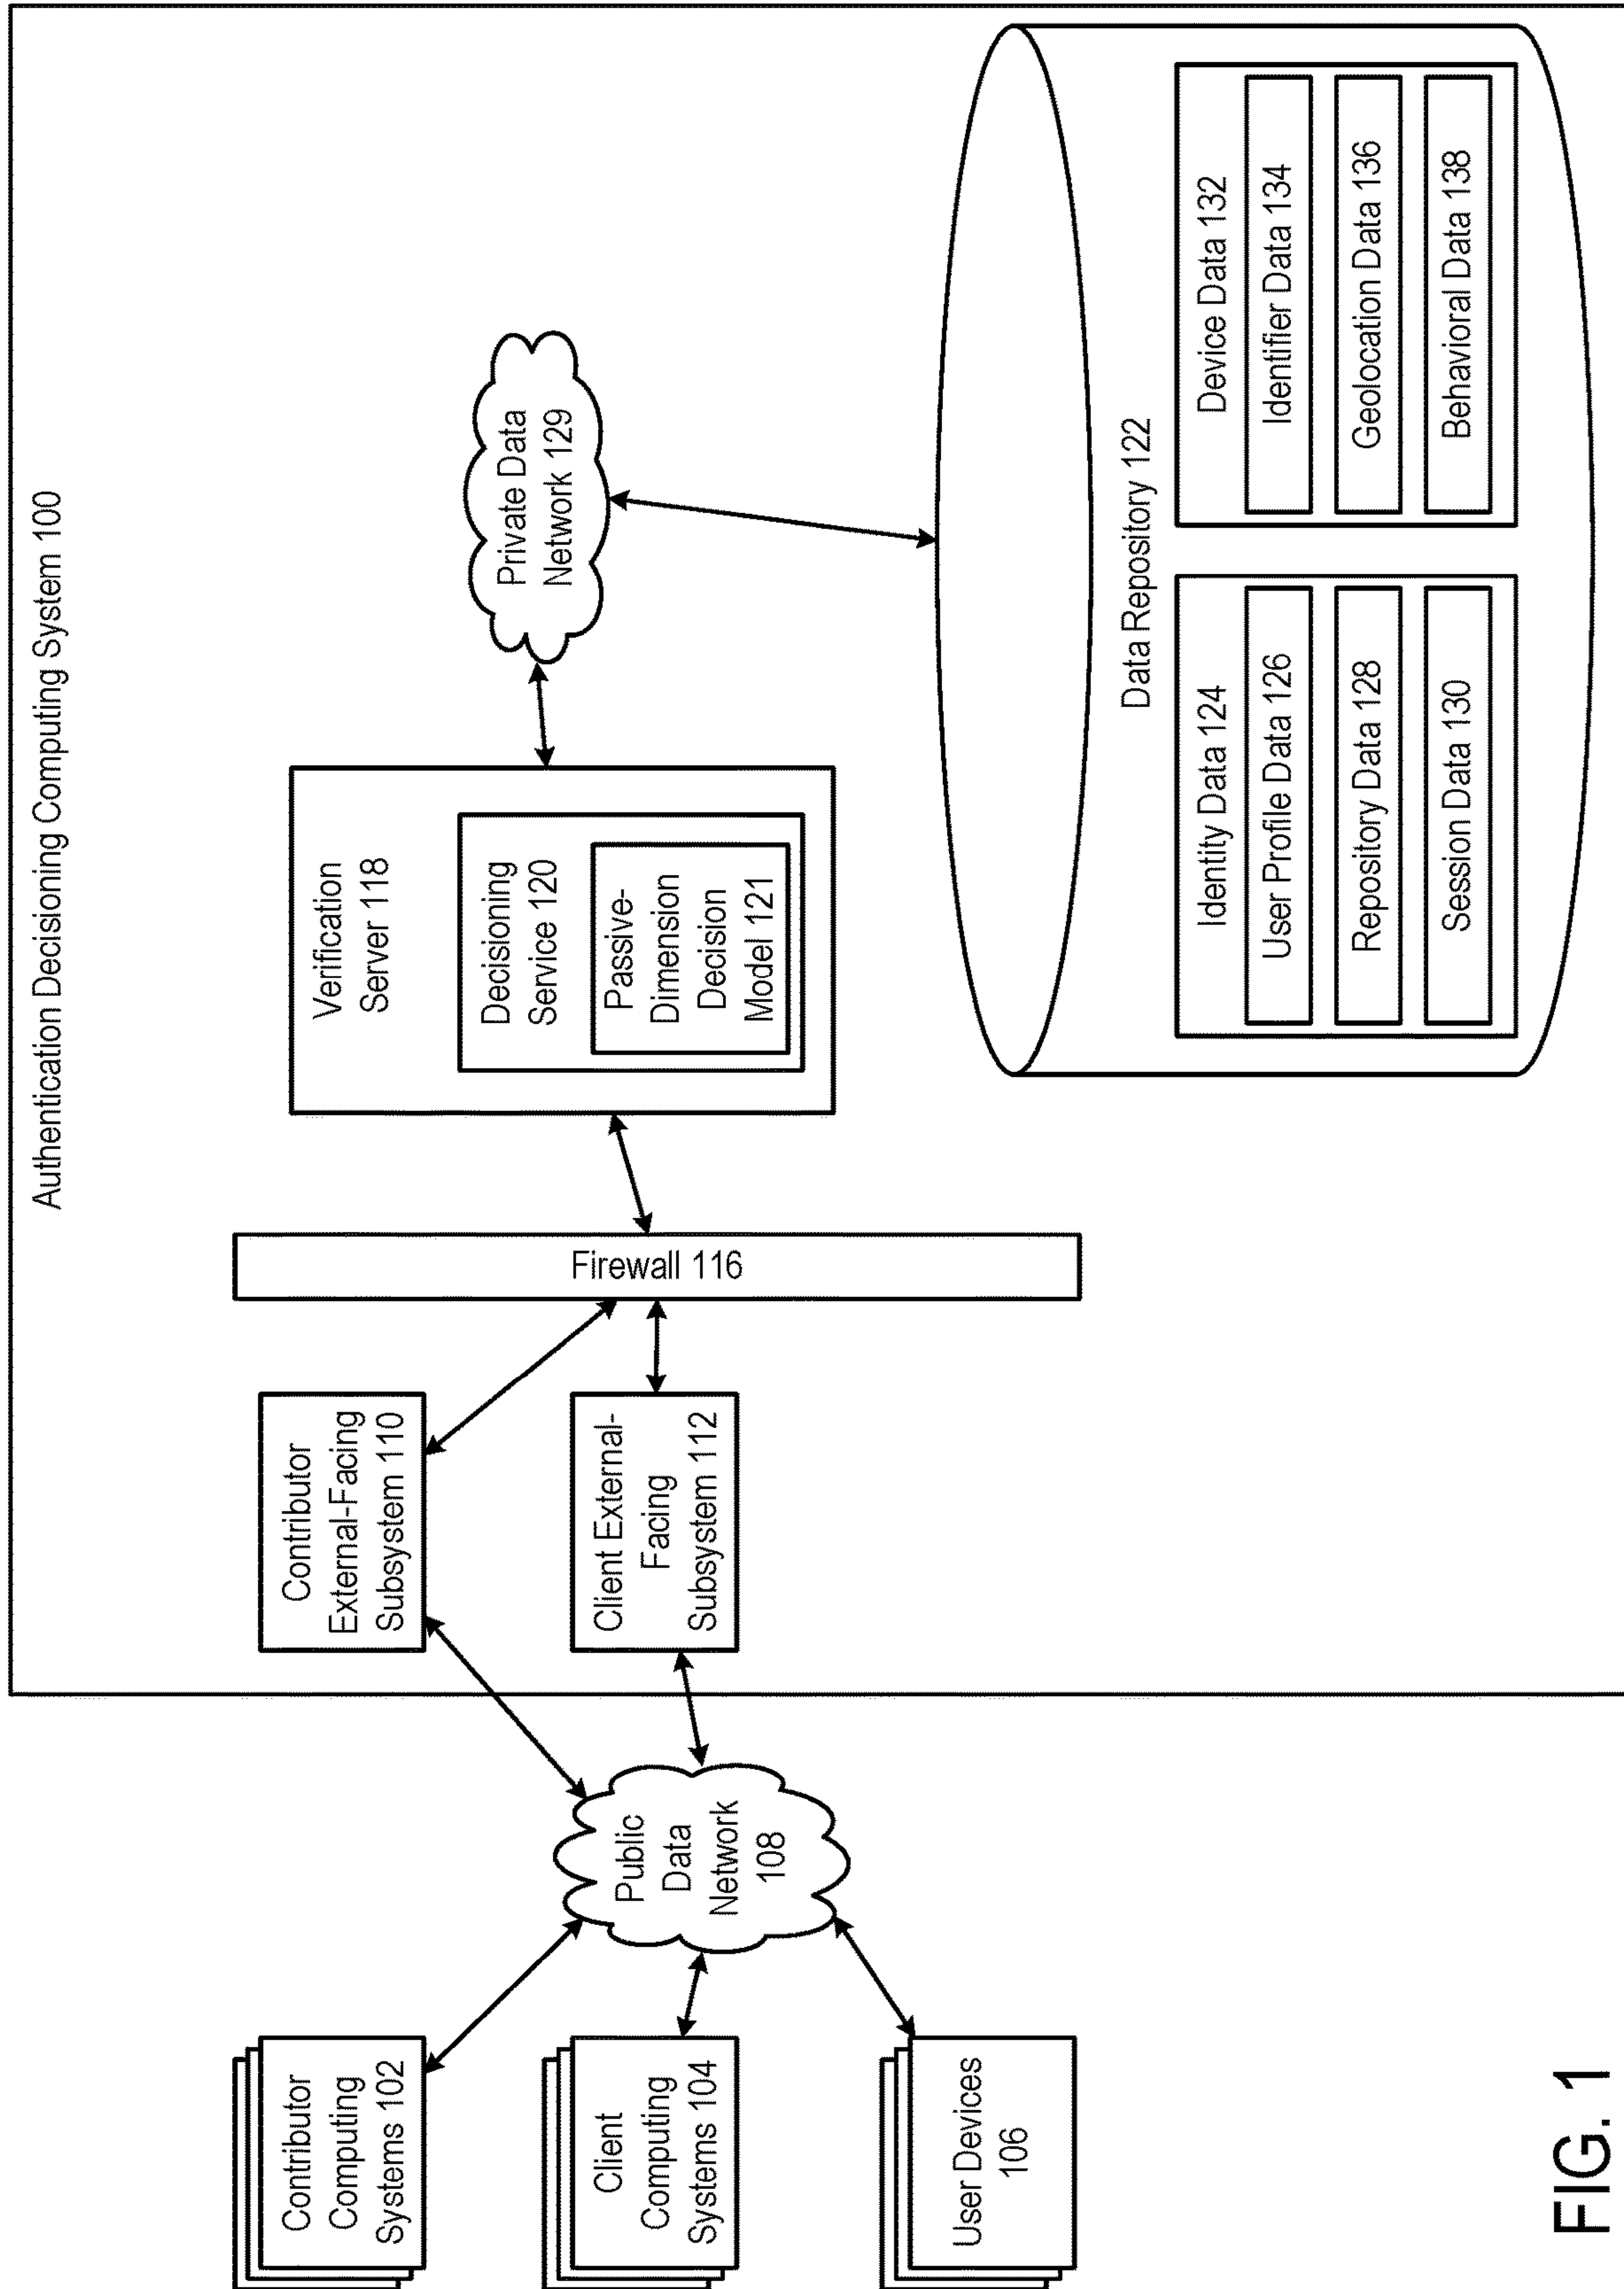 Authentication Decisioning Computing System 100
Contributor
Computing
Systems 102
Client
Computing
Systems 104
User Devices
106
Public
Data
Network
108
Contributor
External-Facing
Subsystem 110
Client External-
Facing
Subsystem 112
Firewall 116
Verification
Server 118
Decisioning
Service 120
Passive-
Dimension
Decision
Model 121
Private Data
Network 129
Data Repository 122
Identity Data 124
User Profile Data 126
Repository Data 128
Session Data 130
Device Data 132
Identifier Data 134
Geolocation Data 136
Behavioral Data 138
FIG. 1